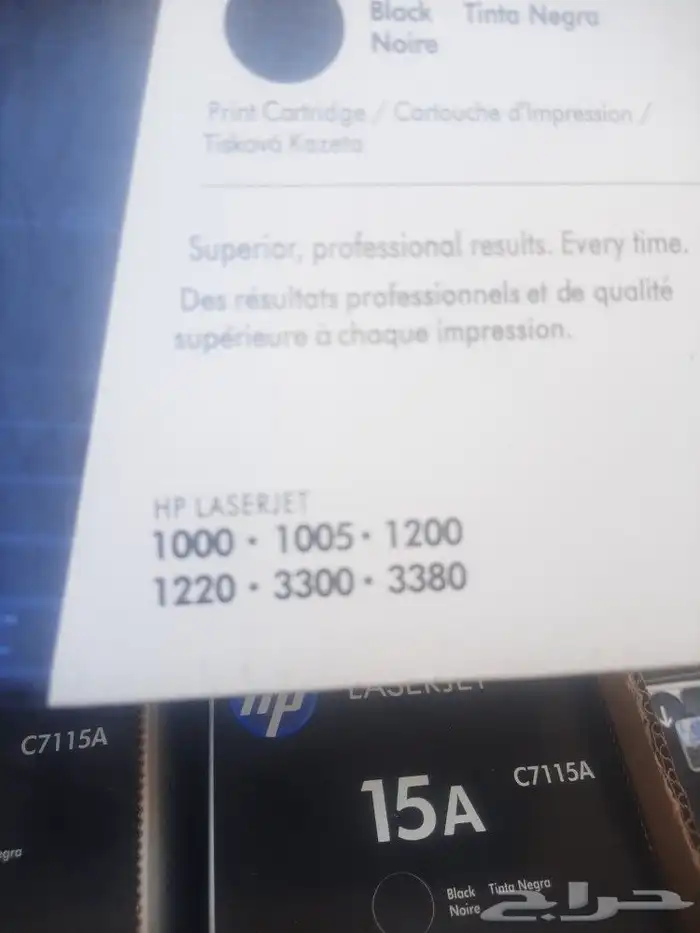 Black Tinta Negra
Noire
Print Cartridge / Cartouche d'Impression /
Tisková Kazeta
Superior, professional results. Every time.
Des résultats professionnels et de qualité
supérieure à chaque impression.
HP LASERJET
1000 • 1005 • 1200
1220 • 3300 • 3380
hp LASERJET
C7115A
15A C7115A
egra
Black Tinta Negra
Noire
حراج